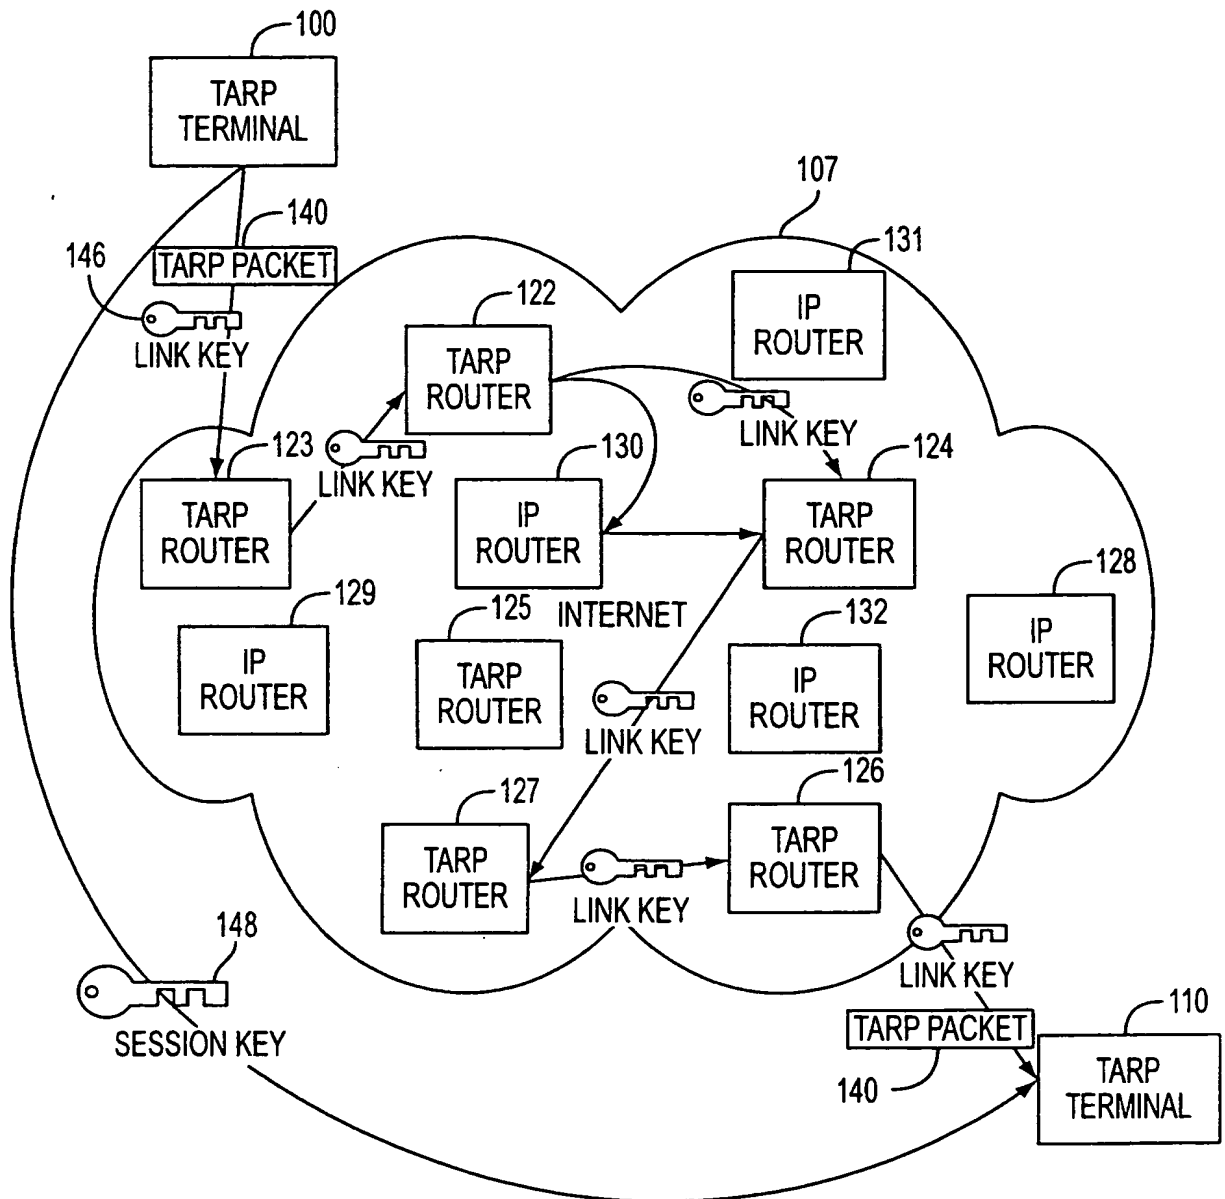 100
TARP
TERMINAL
107
140
131
TARP PACKET
146
LINK KEY
122
IP
ROUTER
TARP
ROUTER
LINK KEY
123
LINK KEY
130
124
TARP
ROUTER
IP
ROUTER
TARP
ROUTER
128
129
INTERNET
125
132
IP
ROUTER
IP
ROUTER
TARP
ROUTER
IP
ROUTER
LINK KEY
126
127
TARP
ROUTER
TARP
ROUTER
LINK KEY
148
LINK KEY
SESSION KEY
110
TARP PACKET
140
TARP
TERMINAL